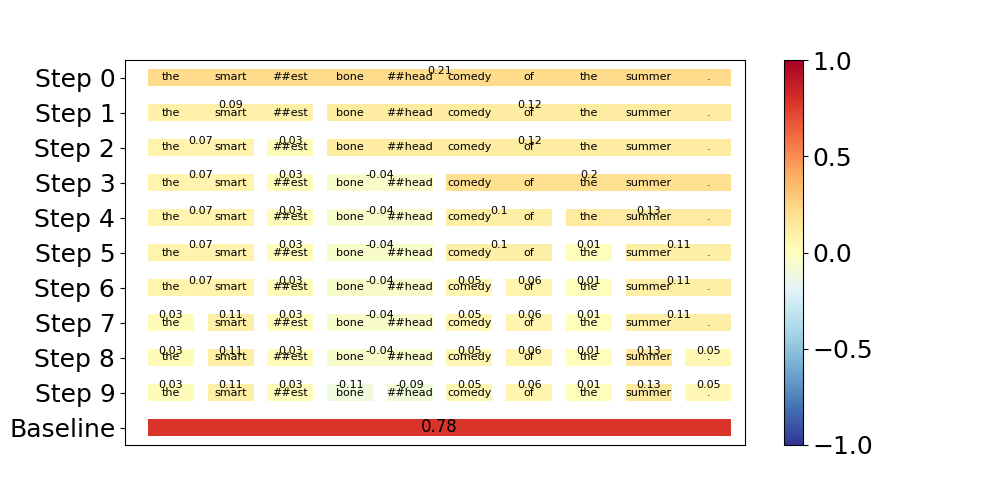 Step 0 the smart ##est bone ##head 0.21 comedy of the summer . 1.0
Step 1 the 0.09 smart ##est bone ##head comedy 0.12 of the summer .
Step 2 the 0.07 smart 0.03 ##est bone ##head comedy 0.12 of the summer . 0.5
Step 3 the 0.07 smart 0.03 ##est bone -0.04 ##head comedy of 0.2 the summer .
Step 4 the 0.07 smart 0.03 ##est bone -0.04 ##head comedy 0.1 of the 0.13 summer .
Step 5 the 0.07 smart 0.03 ##est bone -0.04 ##head comedy 0.1 of 0.01 the summer 0.11 . 0.0
Step 6 the 0.07 smart 0.03 ##est bone -0.04 ##head 0.05 comedy 0.06 of 0.01 the summer 0.11 .
Step 7 0.03 the 0.11 smart 0.03 ##est bone -0.04 ##head 0.05 comedy 0.06 of 0.01 the summer 0.11 .
Step 8 0.03 the 0.11 smart 0.03 ##est bone -0.04 ##head 0.05 comedy 0.06 of 0.01 the 0.13 summer 0.05 . −0.5
Step 9 0.03 the 0.11 smart 0.03 ##est -0.11 bone -0.09 ##head 0.05 comedy 0.06 of 0.01 the 0.13 summer 0.05 .
Baseline 0.78 −1.0